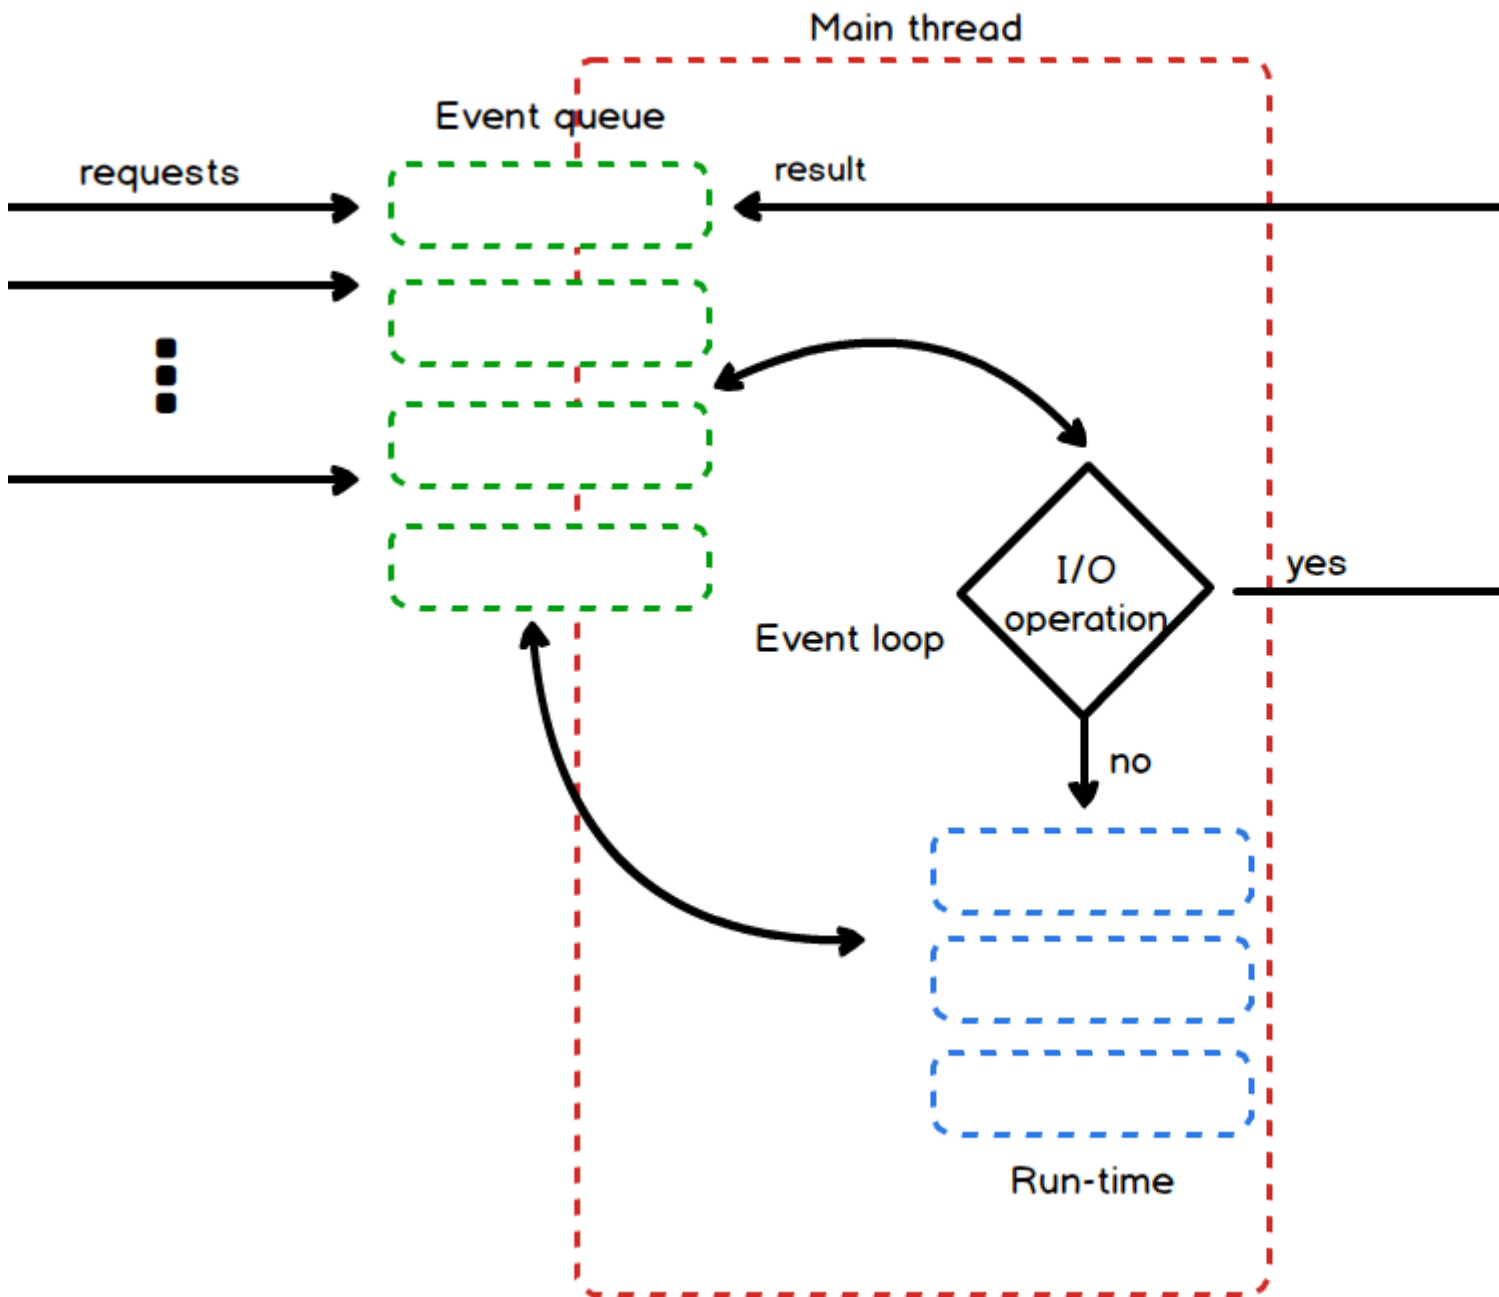 Main thread
Event queue
requests
result
I/O
operation
yes
Event loop
no
Run-time